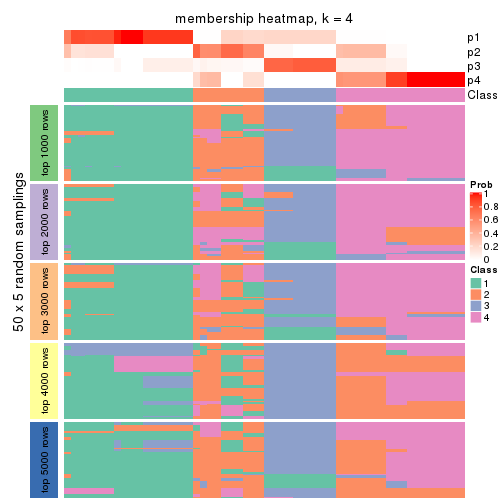 membership heatmap, k = 4
p1
p2
p3
p4
Class
50 x 5 random samplings
top 1000 rows
top 2000 rows
top 3000 rows
top 4000 rows
top 5000 rows
Prob
1
0.8
0.6
0.4
0.2
0
Class
1
2
3
4